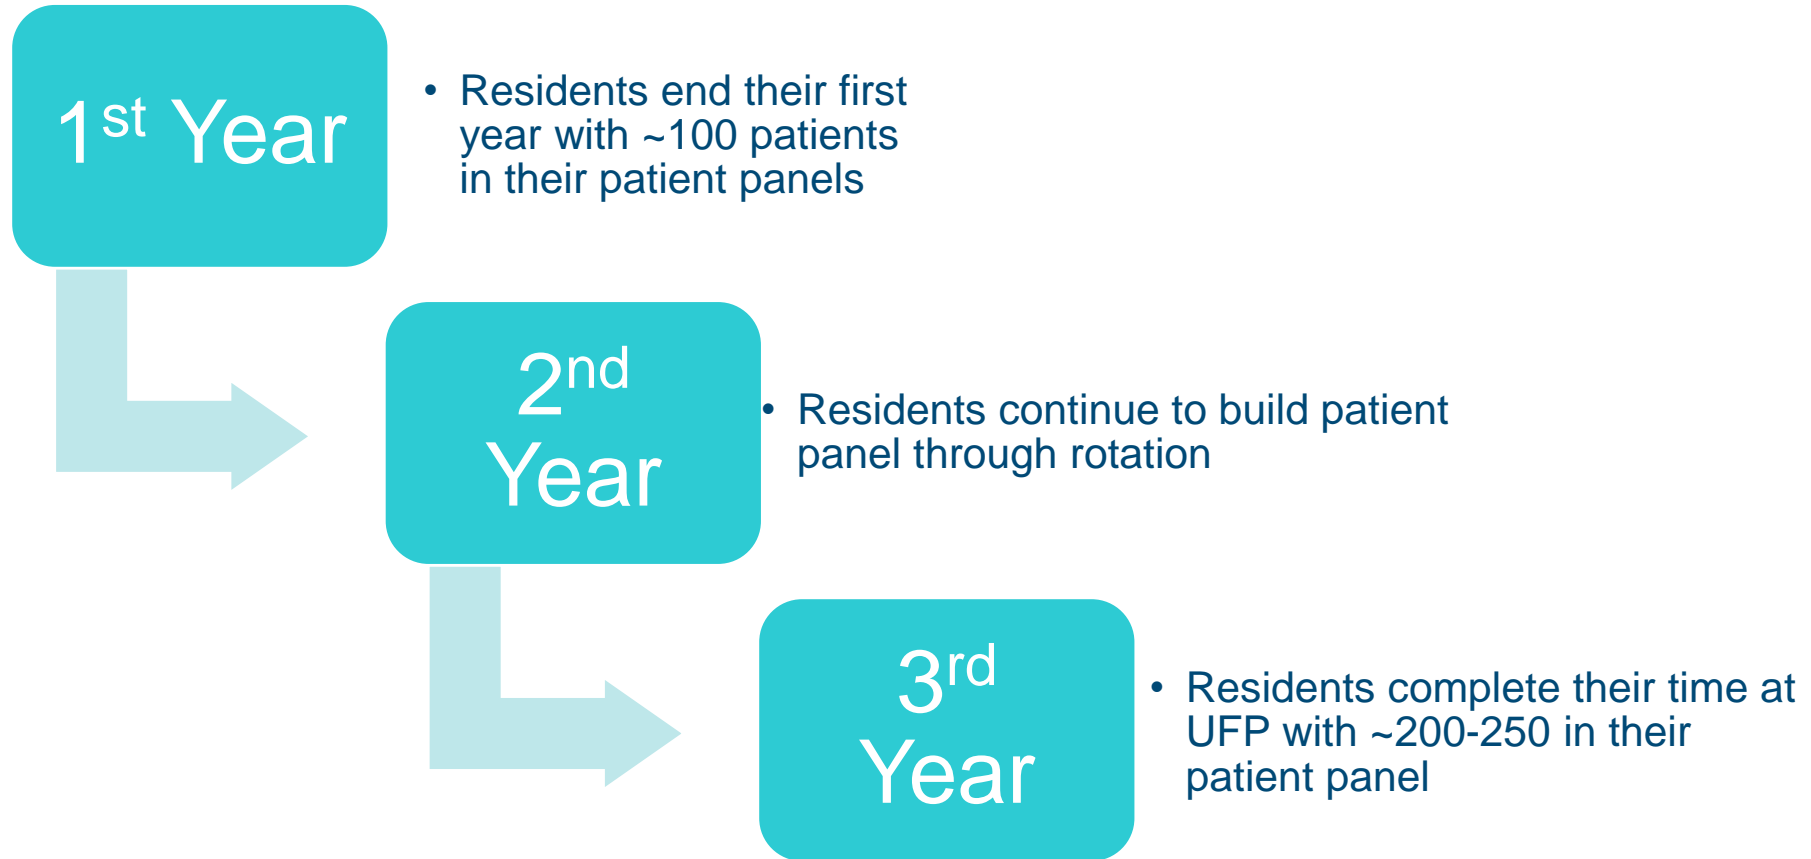 1st Year
• Residents end their first
year with ~100 patients
in their patient panels
2nd
Year
• Residents continue to build patient
panel through rotation
3rd
Year
• Residents complete their time at
UFP with ~200-250 in their
patient panel